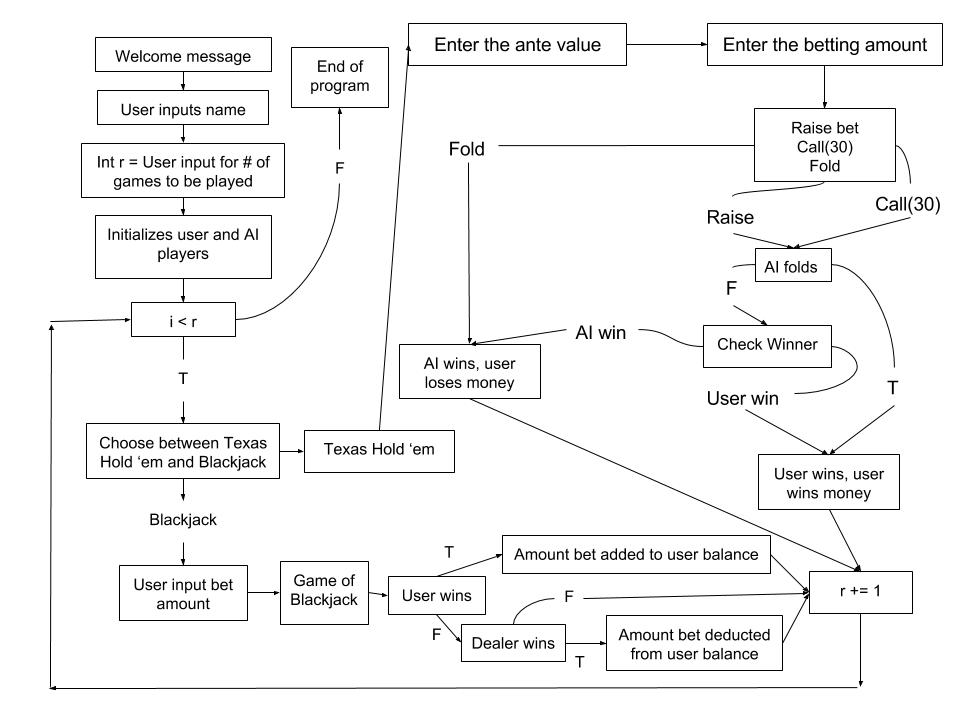 Welcome message
User inputs name
Int r = User input for # of
games to be played
Initializes user and AI
players
i < r
F
End of
program
T
Choose between Texas
Hold ‘em and Blackjack
Texas Hold ‘em
Enter the ante value
Enter the betting amount
Raise bet
Call(30)
Fold
Fold
Raise
Call(30)
AI folds
F
T
Check Winner
AI win
User win
AI wins, user
loses money
User wins, user
wins money
Blackjack
User input bet
amount
Game of
Blackjack
User wins
T
Amount bet added to user balance
F
Dealer wins
F
T
Amount bet deducted
from user balance
r += 1